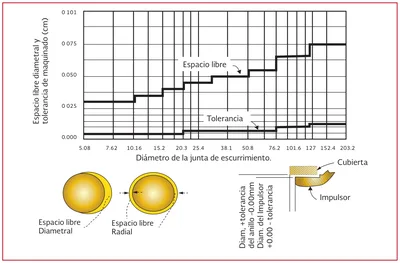 Espacio libre diametral y
tolerancia de maquinado (cm)
0 101
0.075
0.050
0.025
0.000
Espacio libre
Tolerancia
5.08 7.62 10.16 15.2 20.3 25.4 38.1 50.8 76.2 101.6 127 152.4 203.2
Diámetro de la junta de escurrimiento.
Espacio libre
Diametral
Espacio libre
Radial
Diam, +tolerancia
del anillo -0.00mm
Diam. del Impulsor
+0.00 - tolerancia
Cubierta
Impulsor